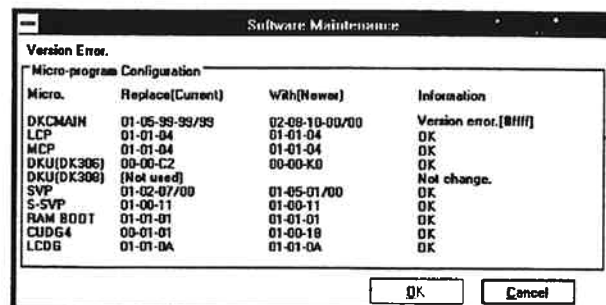 Software Maintenance
Version Error.
Micro-program Configuration
Micro. Replace(Current) With(Newer) Information
DKCMAIN 01-05-99-99/99 02-08-10-00/00 Version error.[8ffff]
LCP 01-01-04 01-01-04 OK
MCP 01-01-04 01-01-04 OK
DKU(DK306) 00-00-C2 00-00-K0 OK
DKU(DK308) (Not used) Not change.
SVP 01-02-07/00 01-05-01/00 OK
S-SVP 01-00-11 01-00-11 OK
RAM BOOT 01-01-01 01-01-01 OK
CUDG4 00-01-01 01-00-18 OK
LCDG 01-01-0A 01-01-0A OK
OK Cancel